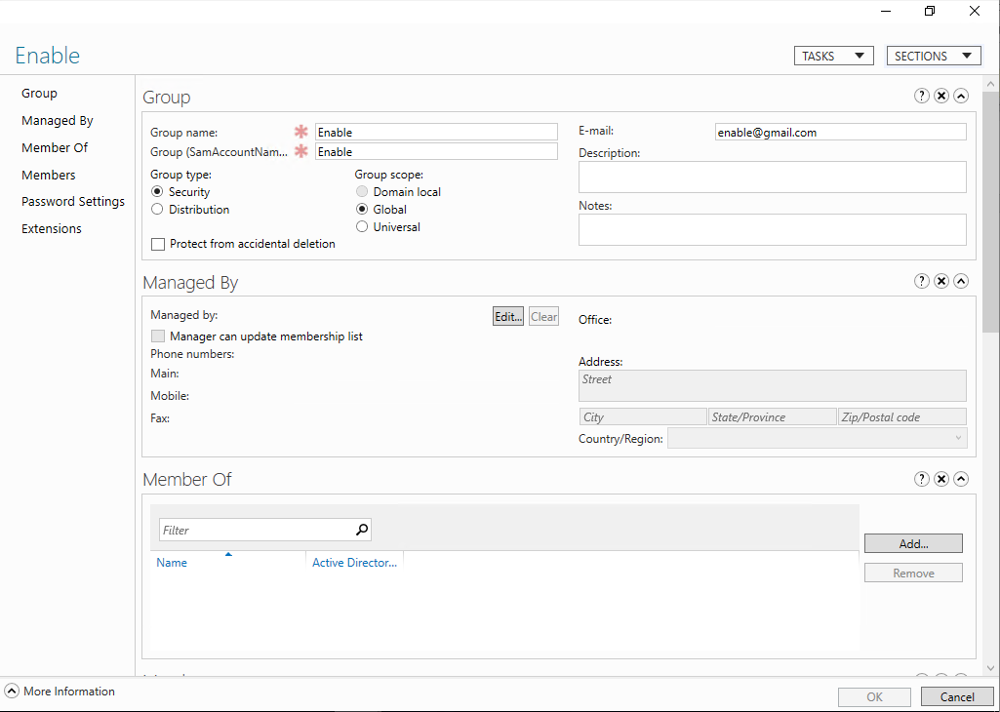 Enable
TASKS
SECTIONS
Group
Managed By
Member Of
Members
Password Settings
Extensions
Group
Group name:
Enable
Group (SamAccountNam...
Enable
Group type:
Security
Distribution
Group scope:
Domain local
Global
Universal
Protect from accidental deletion
E-mail:
enable@gmail.com
Description:
Notes:
Managed By
Managed by:
Edit...
Clear
Manager can update membership list
Phone numbers:
Main:
Mobile:
Fax:
Office:
Address:
Street
City
State/Province
Zip/Postal code
Country/Region:
Member Of
Filter
Name
Active Director...
Add...
Remove
More Information
OK
Cancel